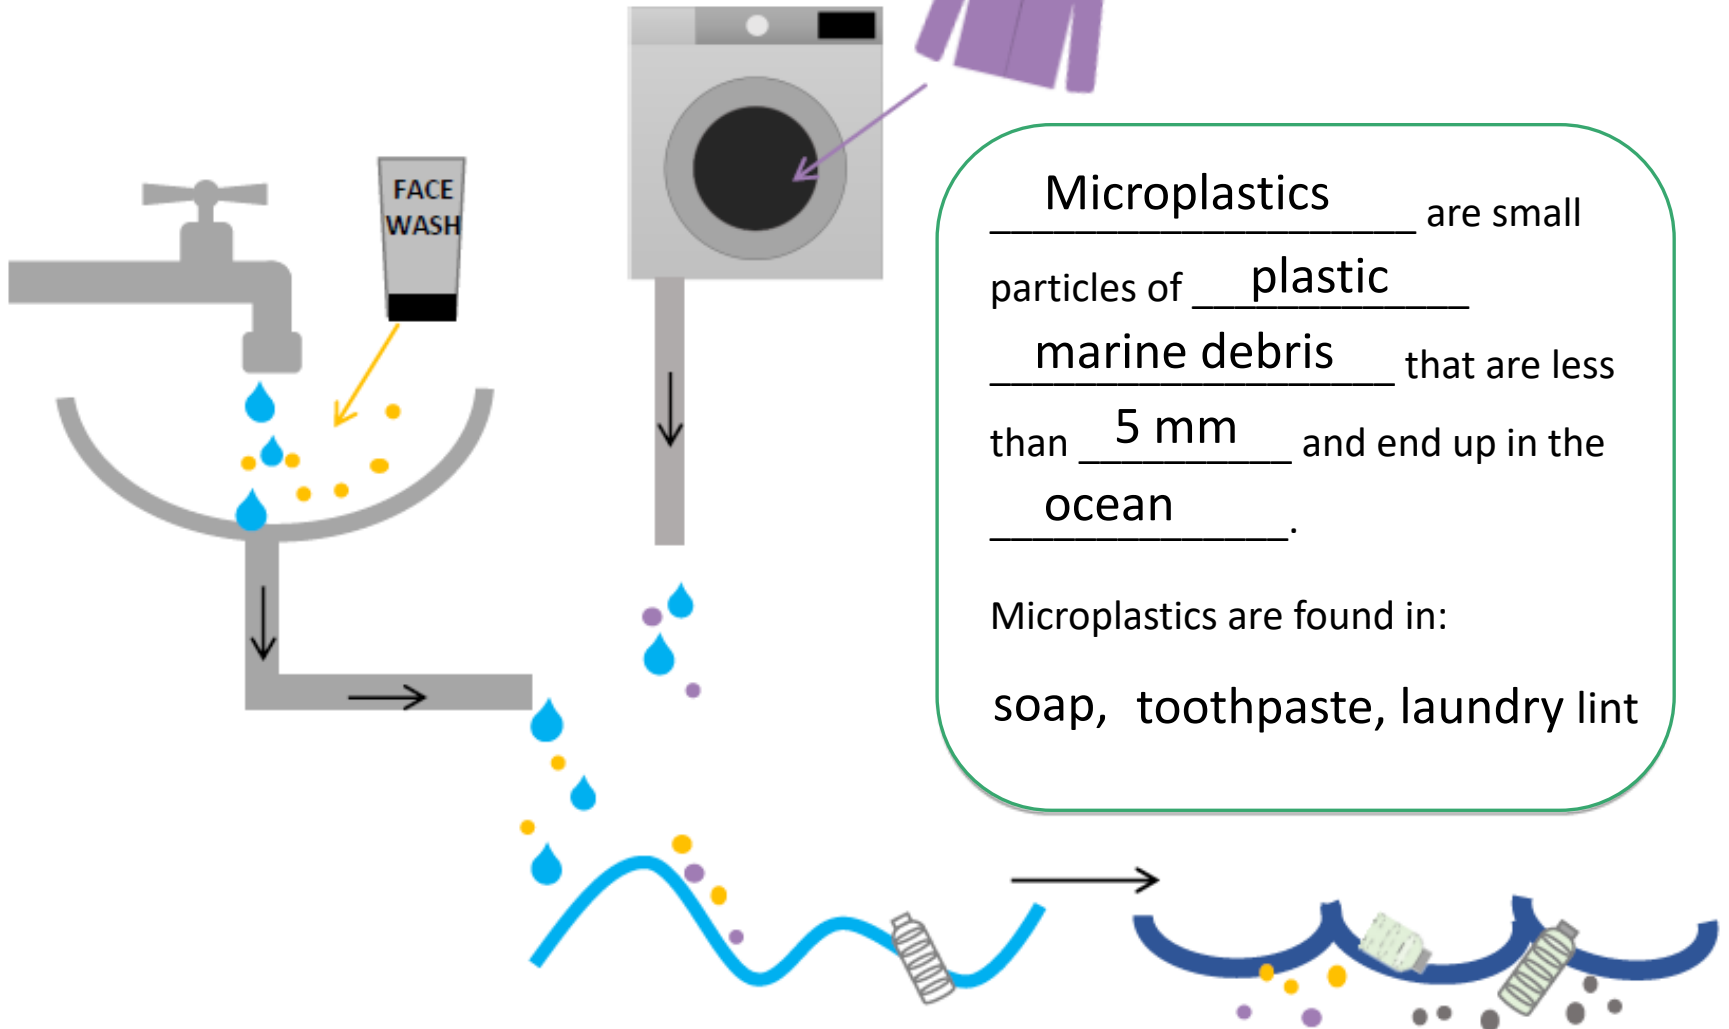 FACE
WASH
Microplastics are small
particles of plastic
marine debris that are less
than 5 mm and end up in the
ocean.
Microplastics are found in:
soap, toothpaste, laundry lint